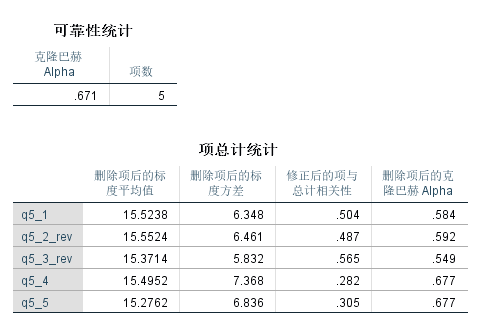 可靠性统计
克隆巴赫
Alpha 项数
.671 5
项总计统计
删除项后的标 删除项后的标 修正后的项与 删除项后的克
度平均值 度方差 总计相关性 隆巴赫 Alpha
q5_1 15.5238 6.348 .504 .584
q5_2_rev 15.5524 6.461 .487 .592
q5_3_rev 15.3714 5.832 .565 .549
q5_4 15.4952 7.368 .282 .677
q5_5 15.2762 6.836 .305 .677